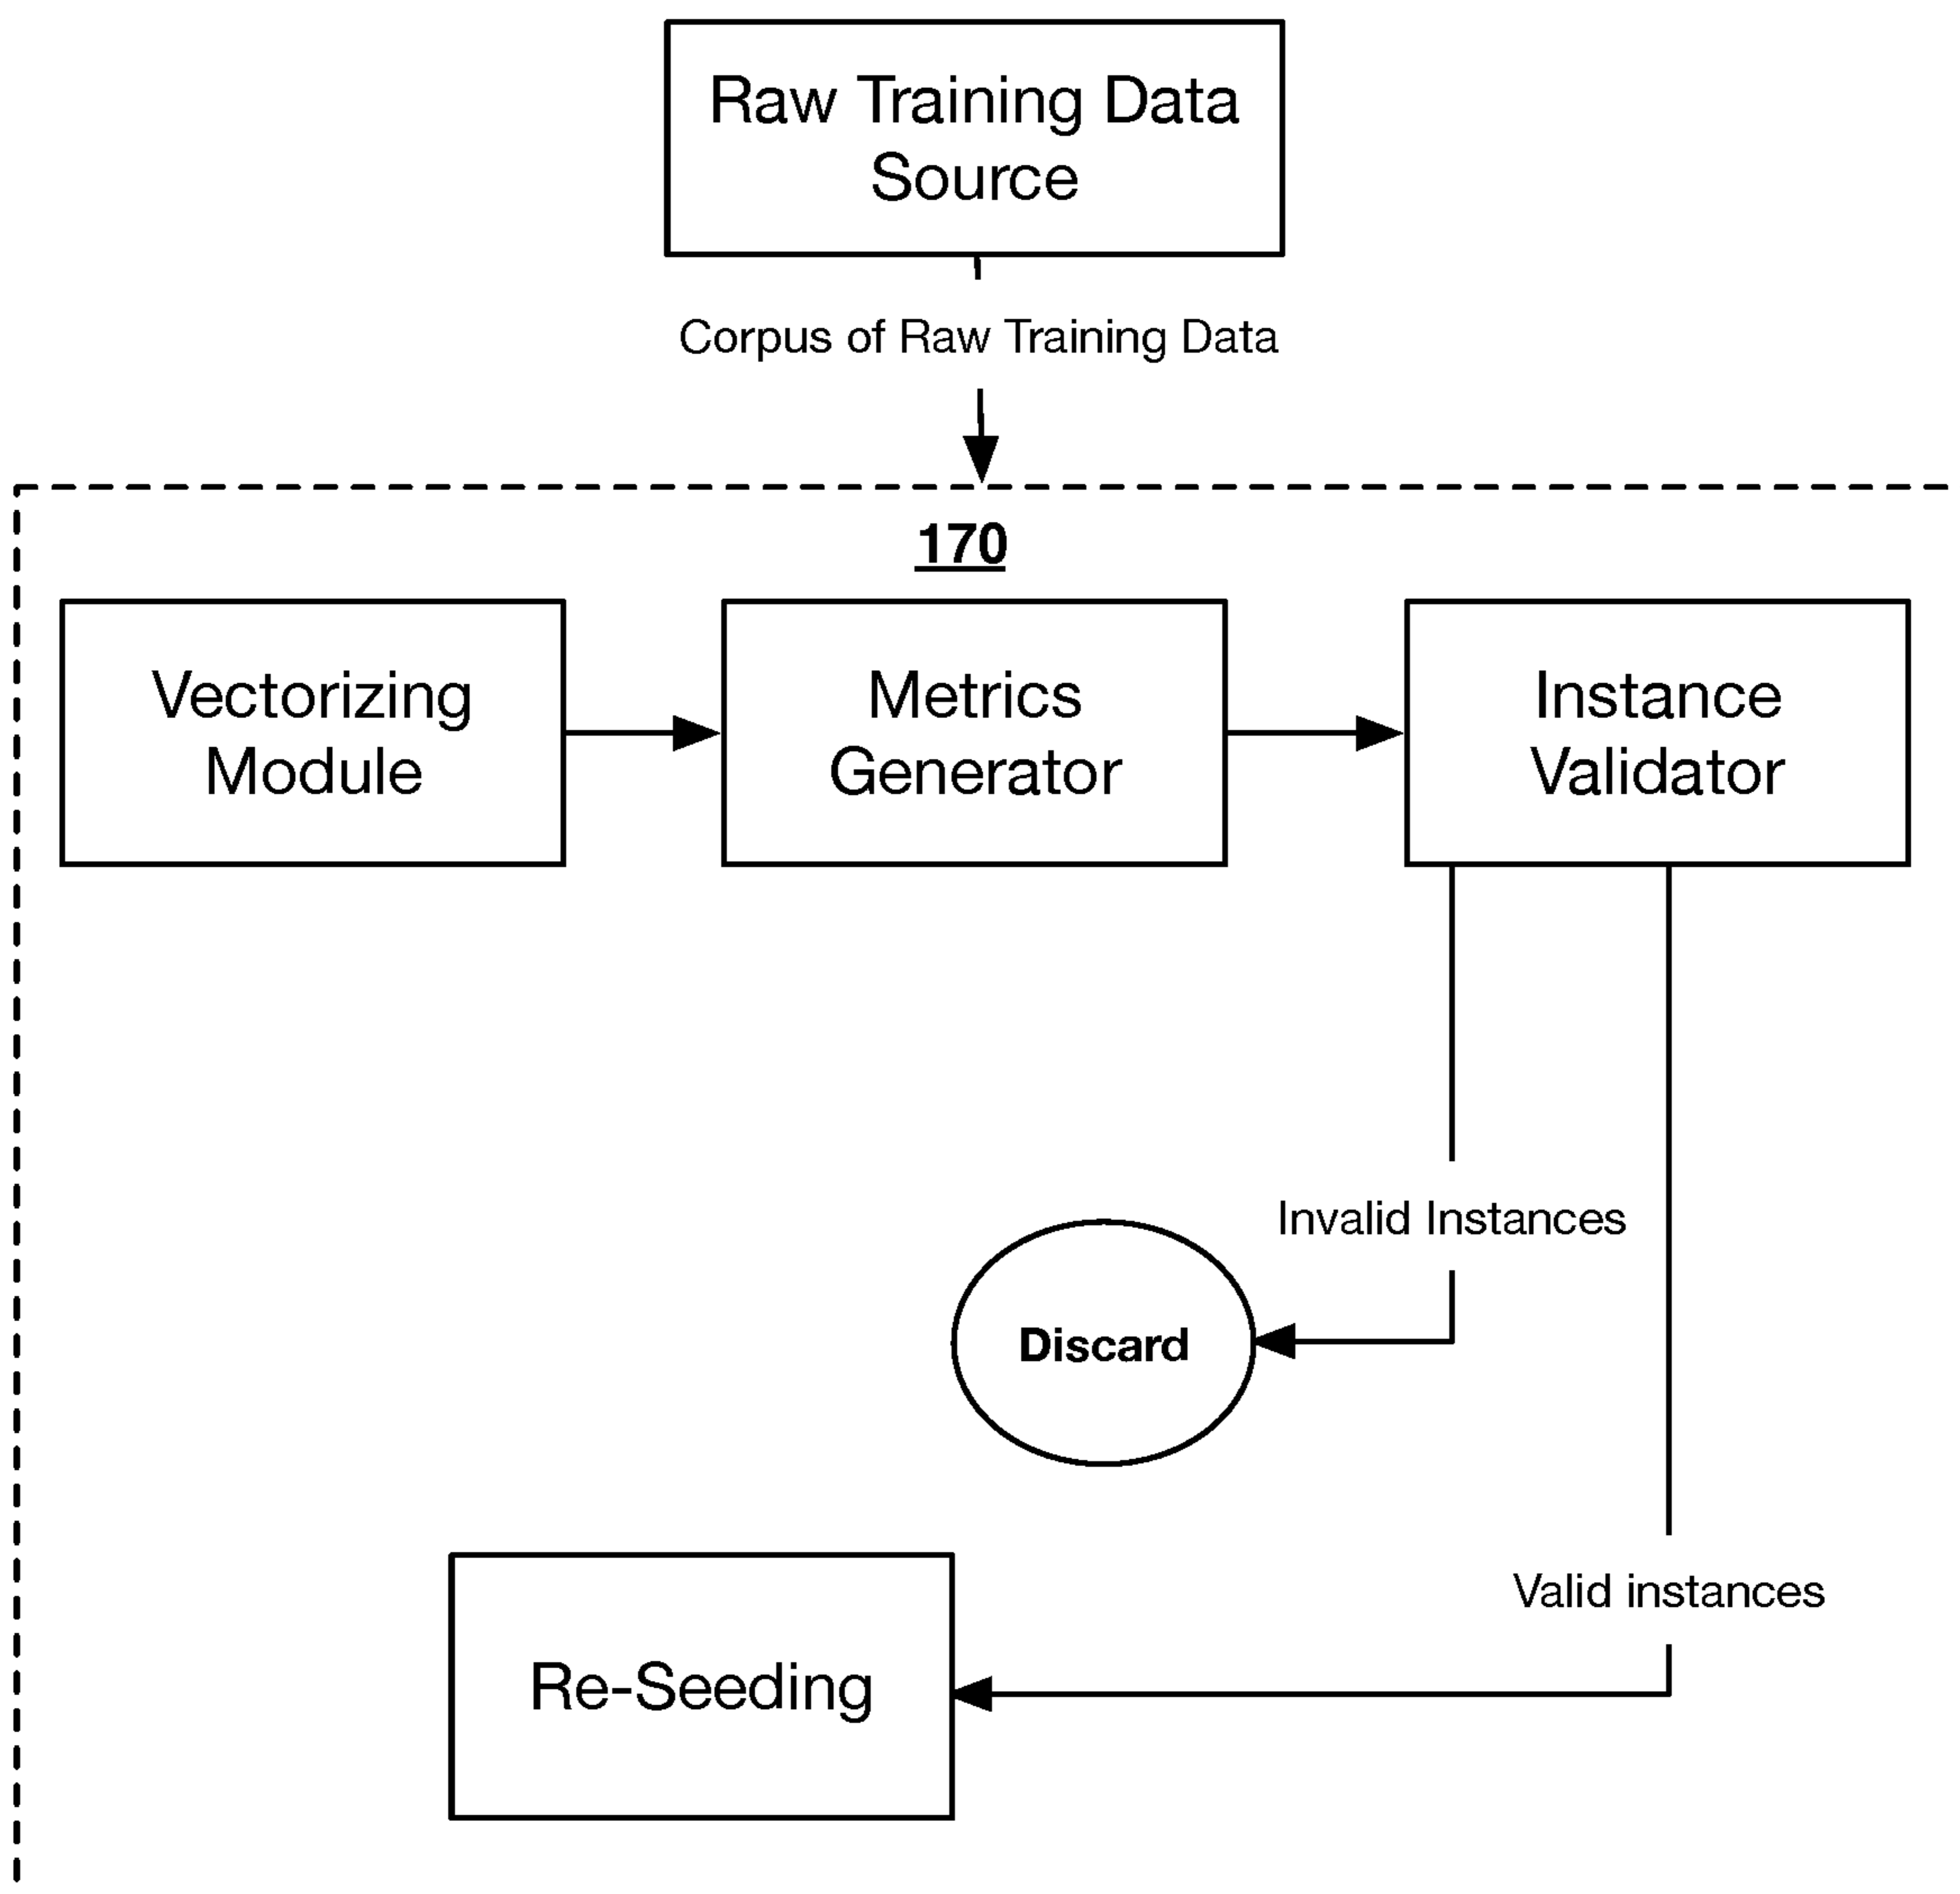 Raw Training Data
Source
Corpus of Raw Training Data
170
Vectorizing
Module
Metrics
Generator
Instance
Validator
Invalid Instances
Discard
Valid instances
Re-Seeding